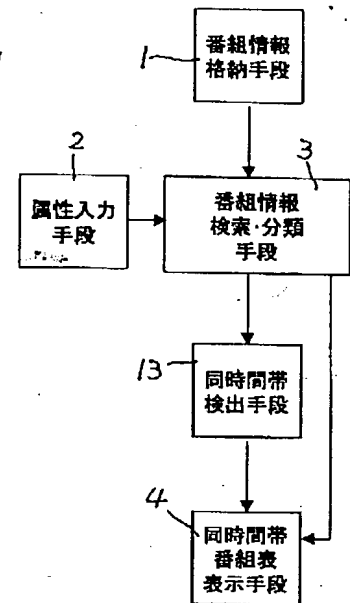 1
番組情報
格納手段
2
属性入力
手段
3
番組情報
検索・分類
手段
13
同時間帯
検出手段
4
同時間帯
番組表
表示手段